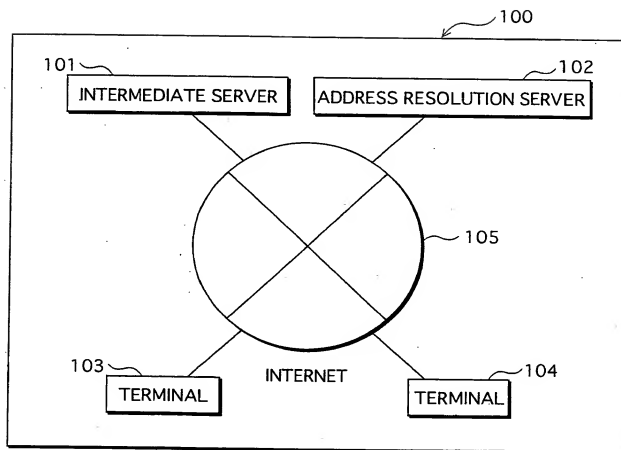 100
101
102
INTERMEDIATE SERVER
ADDRESS RESOLUTION SERVER
105
103
INTERNET
104
TERMINAL
TERMINAL